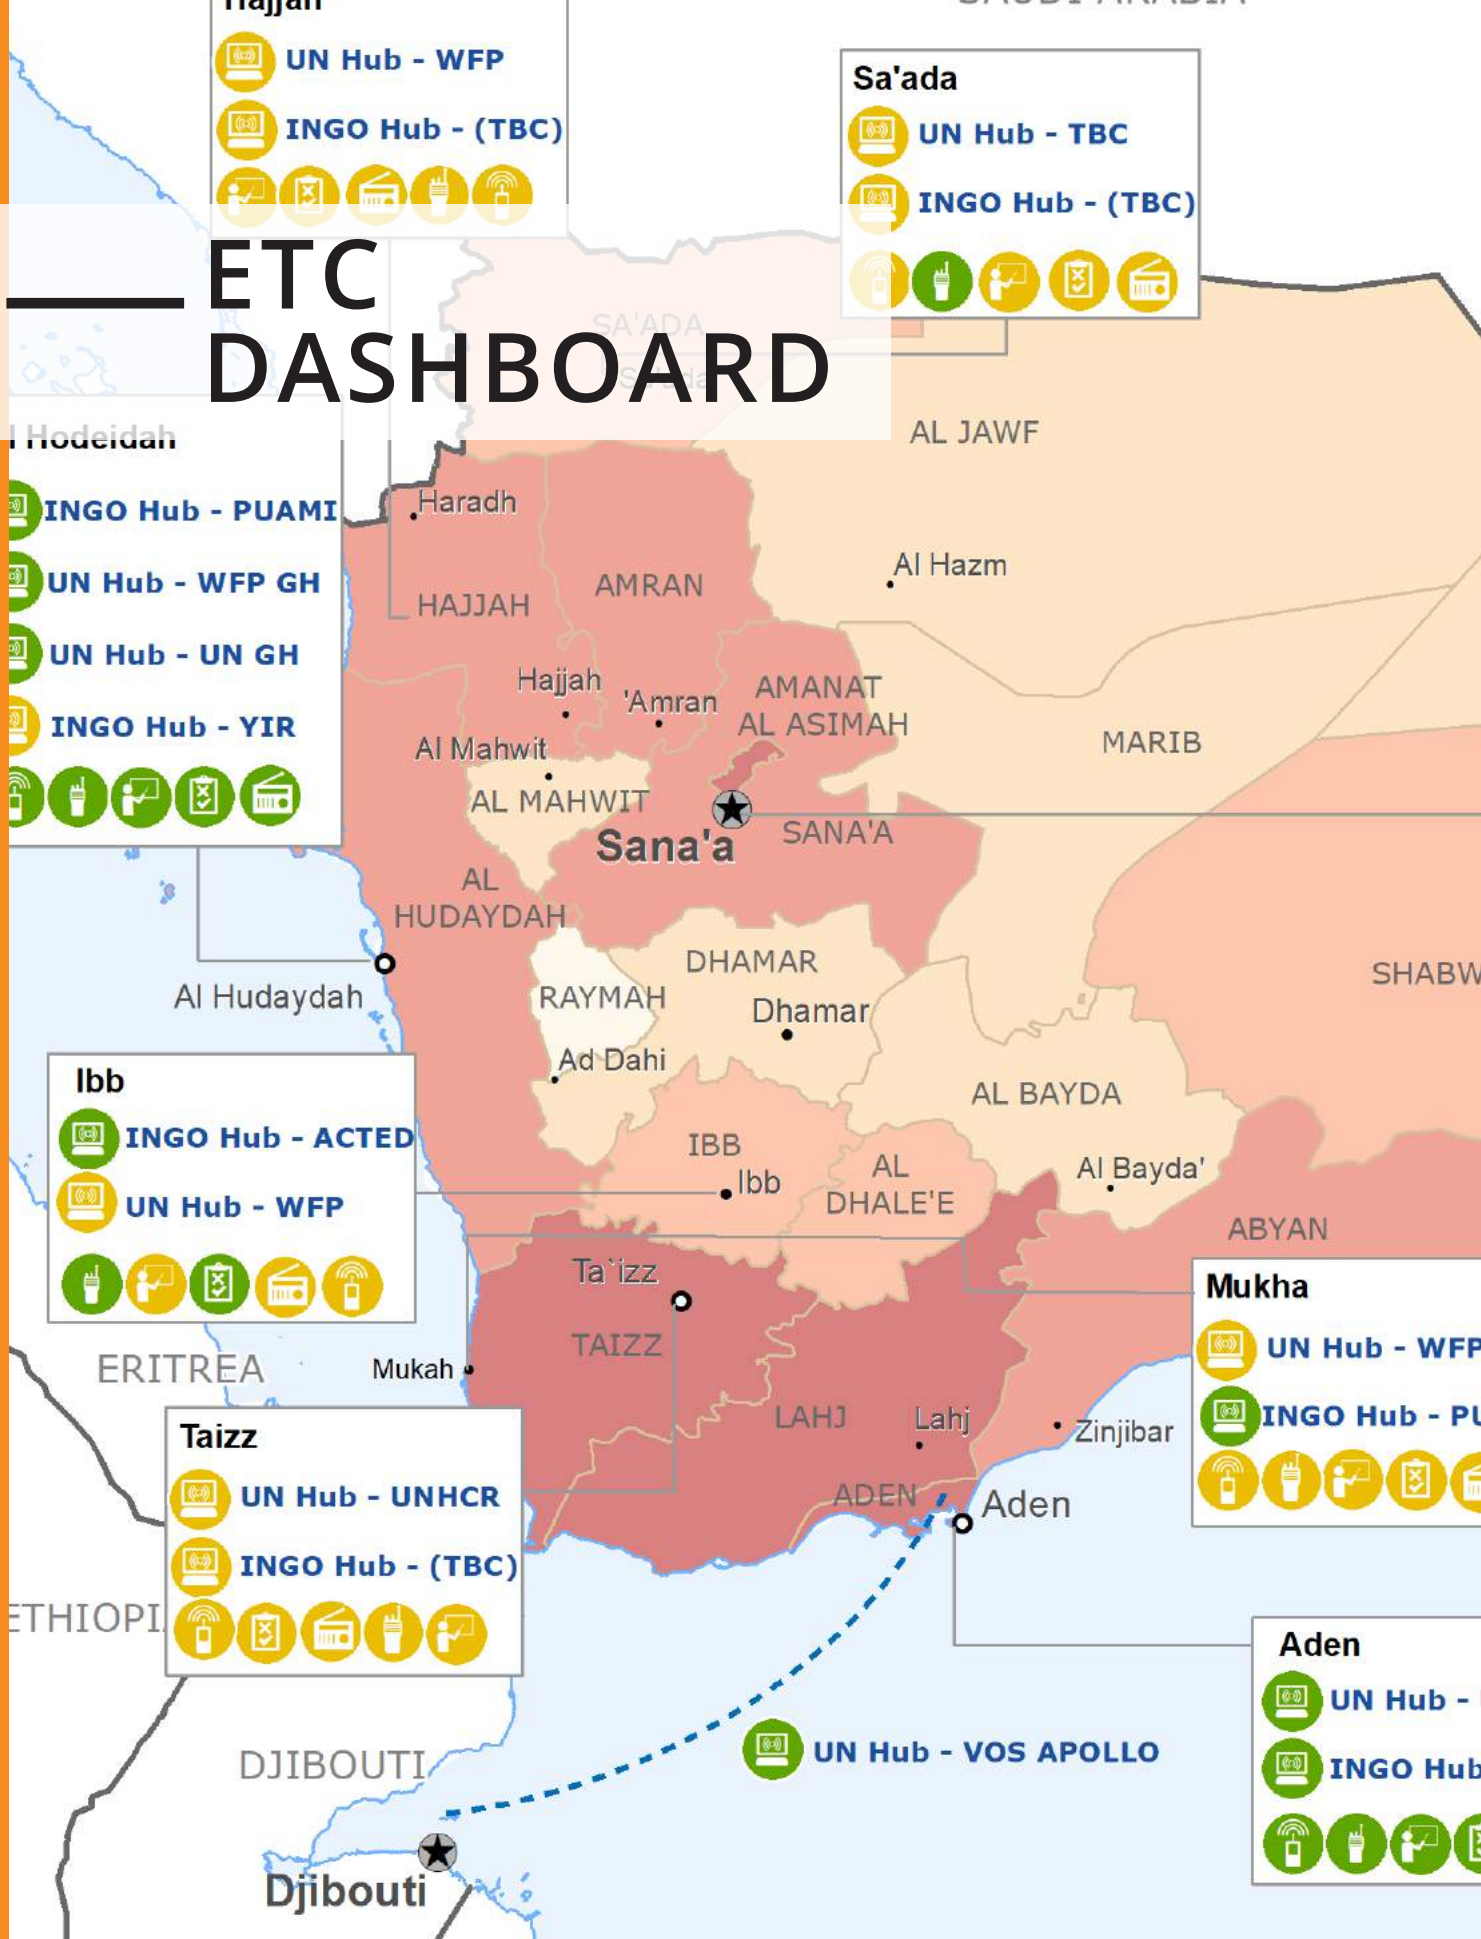 SAUDI ARABIA
Hajjah
UN Hub - WFP
INGO Hub - (TBC)
Sa'ada
UN Hub - TBC
INGO Hub - (TBC)
ETC
DASHBOARD
SA'ADA
Sa'ada
AL JAWF
Hodeidah
INGO Hub - PUAMI
UN Hub - WFP GH
UN Hub - UN GH
INGO Hub - YIR
Haradh
Al Hazm
AMRAN
HAJJAH
Hajjah
'Amran
AMANAT
AL ASIMAH
MARIB
Al Mahwit
AL MAHWIT
Sana'a
SANA'A
AL
HUDAYDAH
DHAMAR
SHABW
RAYMAH
Al Hudaydah
Dhamar
Ad Dahi
Ibb
INGO Hub - ACTED
UN Hub - WFP
AL BAYDA
IBB
Ibb
AL
DHALE'E
Al Bayda'
ABYAN
Ta`izz
TAIZZ
Mukha
UN Hub - WFP
INGO Hub - PU
ERITREA
Mukah
LAHJ
Lahj
Zinjibar
Taizz
UN Hub - UNHCR
INGO Hub - (TBC)
ADEN
Aden
ETHIOPI
Aden
UN Hub -
INGO Hub
UN Hub - VOS APOLLO
DJIBOUTI
Djibouti